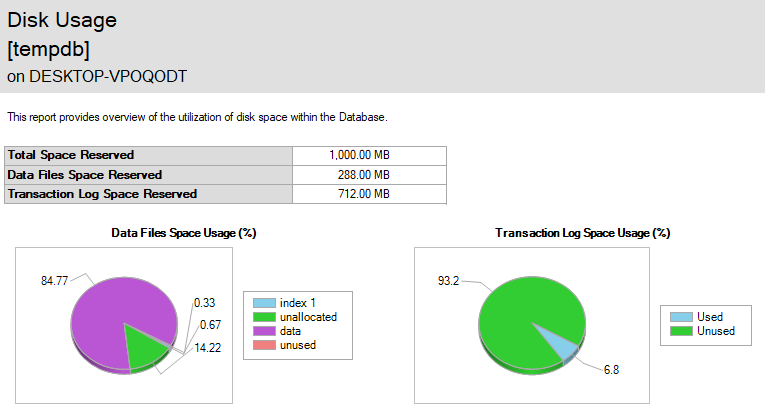 Disk Usage
[tempdb]
on DESKTOP-VPOQODT
This report provides overview of the utilization of disk space within the Database.
Total Space Reserved 1,000.00 MB
Data Files Space Reserved 288.00 MB
Transaction Log Space Reserved 712.00 MB
Data Files Space Usage (%)
84.77
0.33
0.67
14.22
index 1
unallocated
data
unused
Transaction Log Space Usage (%)
93.2
6.8
Used
Unused